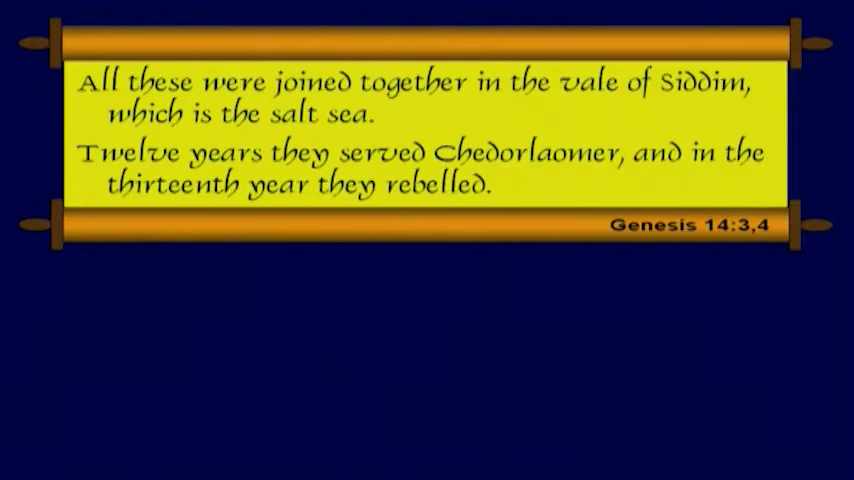 All these were joined together in the vale of Siddim,
which is the salt sea.
Twelve years they served Chedorlaomer, and in the
thirteenth year they rebelled.
Genesis 14:3,4